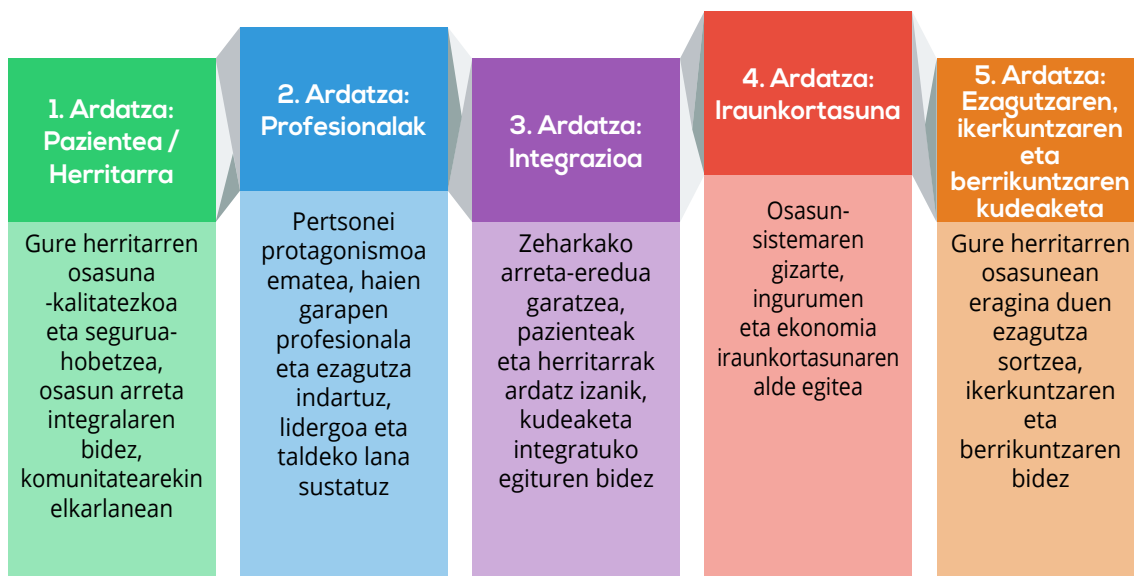 1. Ardatza:
Pazientea /
Herritarra
Gure herritarren
osasuna
-kalitatezkoa
eta segurua-
hobetzea,
osasun arreta
integralaren
bidez,
komunitatearekin
elkarlanean
2. Ardatza:
Profesionalak
Pertsonei
protagonismoa
ematea, haien
garapen
profesionala
eta ezagutza
indartuz,
lidergoa eta
taldeko lana
sustatuz
3. Ardatza:
Integrazioa
Zeharkako
arreta-eredua
garatzea,
pazienteak
eta herritarrak
ardatz izanik,
kudeaketa
integratuko
egituren bidez
4. Ardatza:
Iraunkortasuna
Osasun-
sistemaren
gizarte,
ingurumen
eta ekonomia
iraunkortasunaren
alde egitea
5. Ardatza:
Ezagutzaren,
ikerkuntzaren
eta
berrikuntzaren
kudeaketa
Gure herritarren
osasunean
eragina duen
ezagutza
sortzea,
ikerkuntzaren
eta
berrikuntzaren
bidez